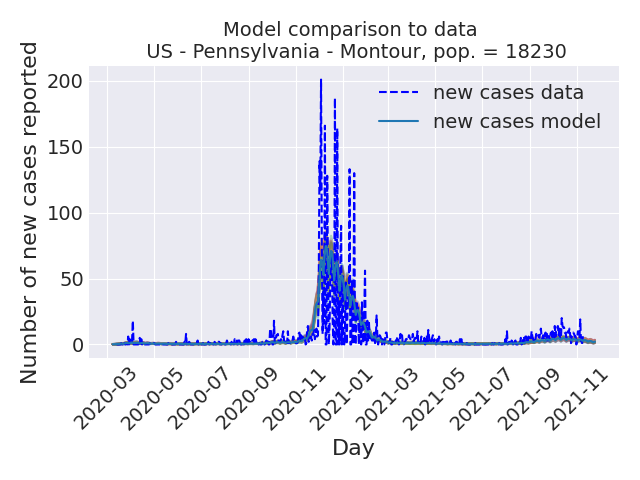 Model comparison to data
US - Pennsylvania - Montour, pop. = 18230
Number of new cases reported
200
150
100
50
0
new cases data
new cases model
2020-03
2020-05
2020-07
2020-09
2020-11
2021-01
2021-03
2021-05
2021-07
2021-09
2021-11
Day